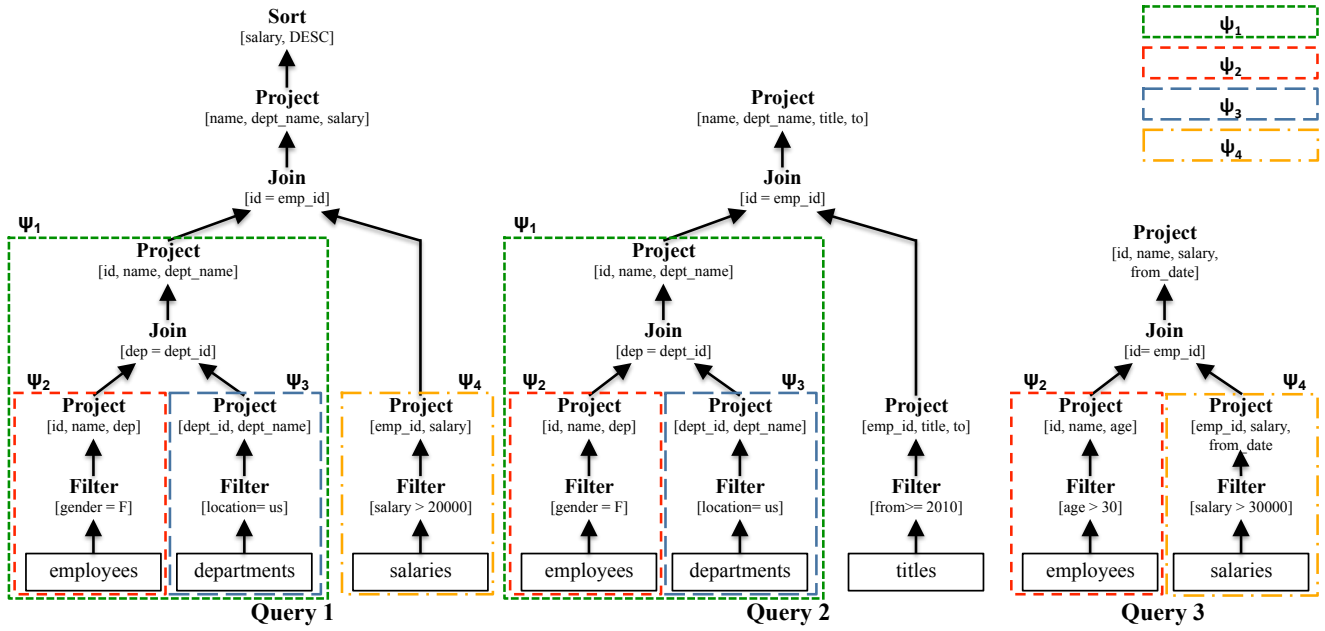 Sort
[salary, DESC]
Project
[name, dept_name, salary]
Join
[id = emp_id]
ψ1
Project
[id, name, dept_name]
Join
[dep = dept_id]
ψ2
Project
[id, name, dep]
Filter
[gender = F]
employees
ψ3
Project
[dept_id, dept_name]
Filter
[location= us]
departments
ψ4
Project
[emp_id, salary]
Filter
[salary > 20000]
salaries
Query 1
Project
[name, dept_name, title, to]
Join
[id = emp_id]
ψ1
Project
[id, name, dept_name]
Join
[dep = dept_id]
ψ2
Project
[id, name, dep]
Filter
[gender = F]
employees
ψ3
Project
[dept_id, dept_name]
Filter
[location= us]
departments
Project
[emp_id, title, to]
Filter
[from>= 2010]
titles
Query 2
Project
[id, name, salary,
from_date]
Join
[id= emp_id]
ψ2
Project
[id, name, age]
Filter
[age > 30]
employees
ψ4
Project
[emp_id, salary,
from_date
Filter
[salary > 30000]
salaries
Query 3
ψ1
ψ2
ψ3
ψ4